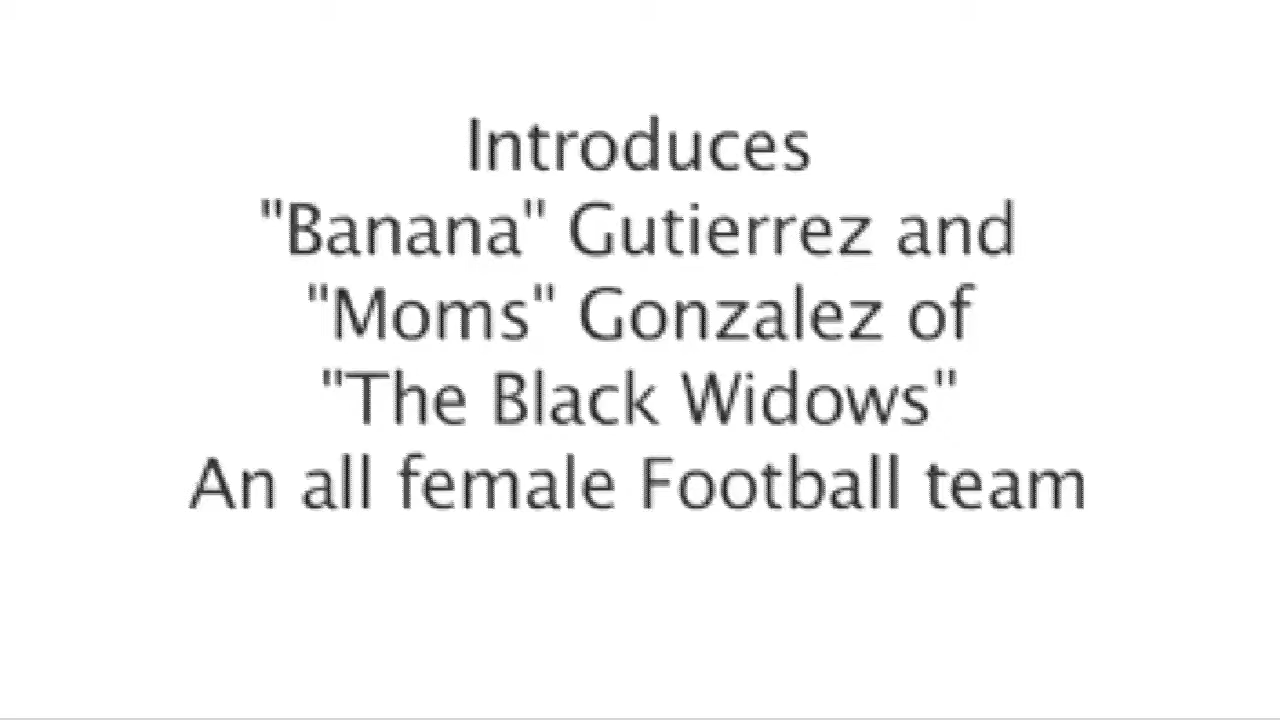 Introduces
"Banana" Gutierrez and
"Moms" Gonzalez of
"The Black Widows"
An all female Football team